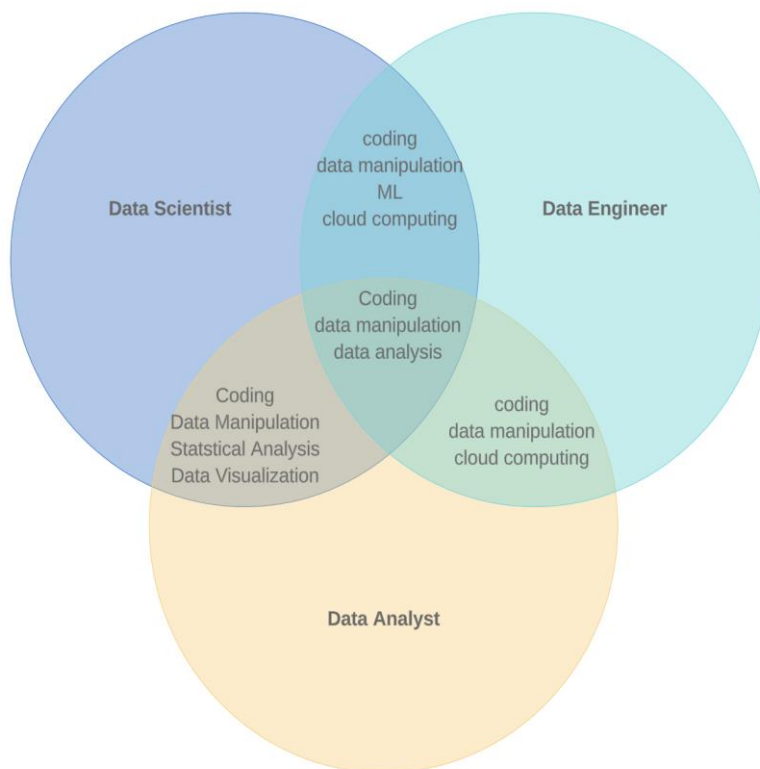 coding
data manipulation
ML
cloud computing
Data Scientist
Data Engineer
Coding
data manipulation
data analysis
Coding
Data Manipulation
Statstical Analysis
Data Visualization
coding
data manipulation
cloud computing
Data Analyst